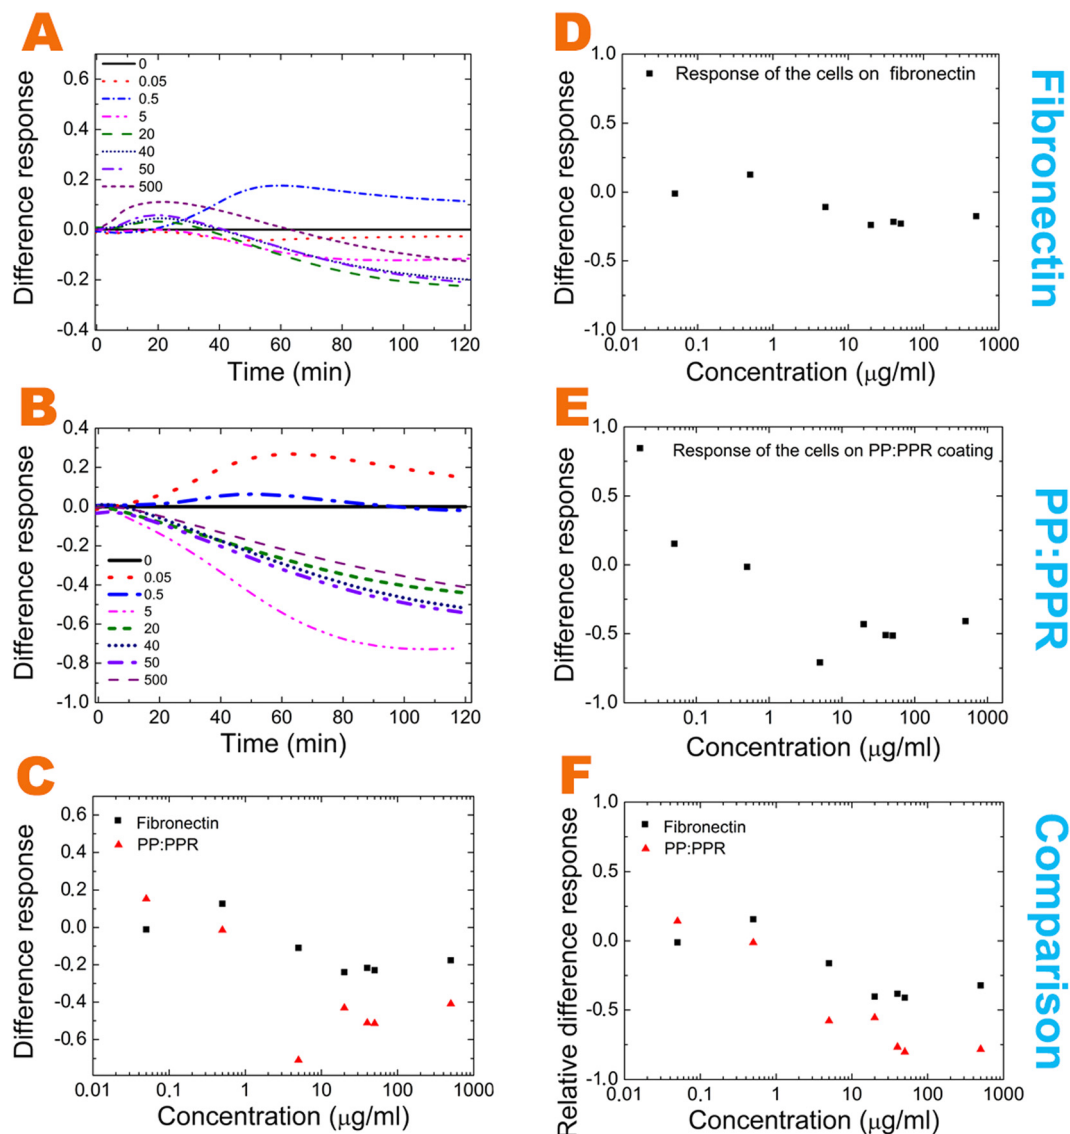 A
Difference response
0.6
0.4
0.2
0.0
-0.2
-0.4
0
0.05
0.5
5
20
40
50
500
0 20 40 60 80 100 120
Time (min)
D
Difference response
1.0
0.5
0.0
-0.5
-1.0
Response of the cells on fibronectin
0.01 0.1 1 10 100 1000
Concentration (μg/ml)
Fibronectin
B
Difference response
0.4
0.2
0.0
-0.2
-0.4
-0.6
-0.8
-1.0
0
0.05
0.5
5
20
40
50
500
0 20 40 60 80 100 120
Time (min)
E
Difference response
1.0
0.5
0.0
-0.5
-1.0
Response of the cells on PP:PPR coating
0.1 1 10 100 1000
Concentration (μg/ml)
PP:PPR
C
Difference response
0.6
0.4
0.2
0.0
-0.2
-0.4
-0.6
Fibronectin
PP:PPR
0.01 0.1 1 10 100 1000
Concentration (μg/ml)
F
Relative difference response
1.0
0.5
0.0
-0.5
-1.0
Fibronectin
PP:PPR
0.01 0.1 1 10 100 1000
Concentration (μg/ml)
Comparison